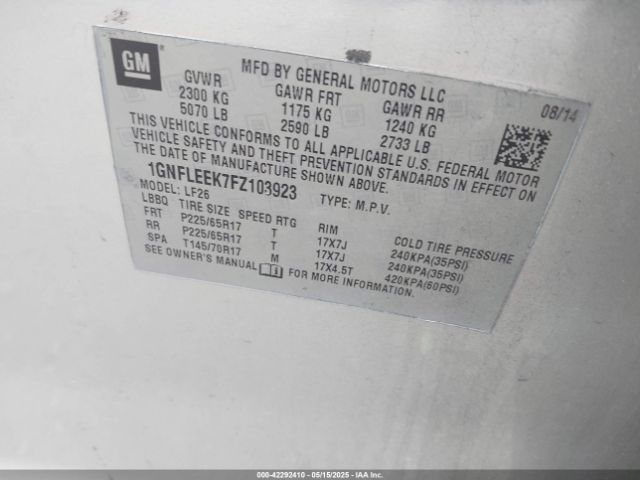 GM
MFD BY GENERAL MOTORS LLC
08/14
GVWR GAWR FRT GAWR RR
2300 KG 1175 KG 1240 KG
5070 LB 2590 LB 2733 LB
THIS VEHICLE CONFORMS TO ALL APPLICABLE U.S. FEDERAL MOTOR
VEHICLE SAFETY AND THEFT PREVENTION STANDARDS IN EFFECT ON
THE DATE OF MANUFACTURE SHOWN ABOVE.
1GNFLEEK7FZ103923 TYPE: M.P.V.
MODEL: LF26
LBBQ TIRE SIZE SPEED RTG RIM COLD TIRE PRESSURE
FRT P225/65R17 T 17X7J 240KPA(35PSI)
RR P225/65R17 T 17X7J 240KPA(35PSI)
SPA T145/70R17 M 17X4.5T 420KPA(60PSI)
SEE OWNER'S MANUAL FOR MORE INFORMATION.
000-42292410 - 05/15/2025 - IAA, Inc.